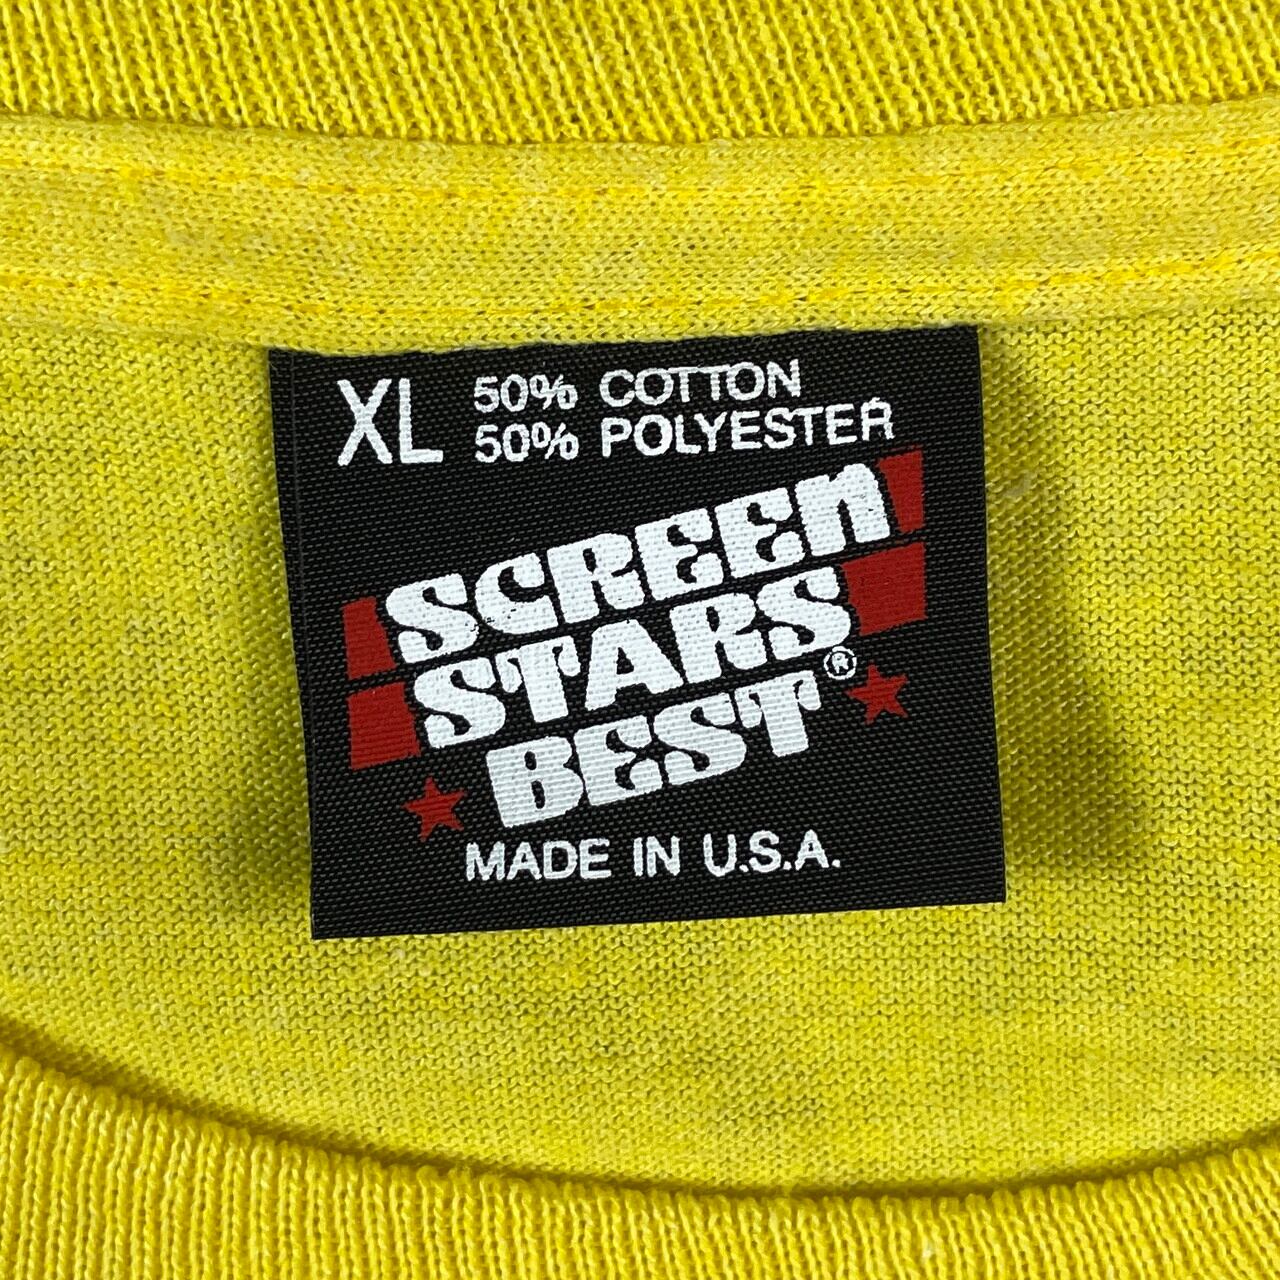 XL 50% COTTON
50% POLYESTER
SCREEN
STARS
BEST®
MADE IN U.S.A.